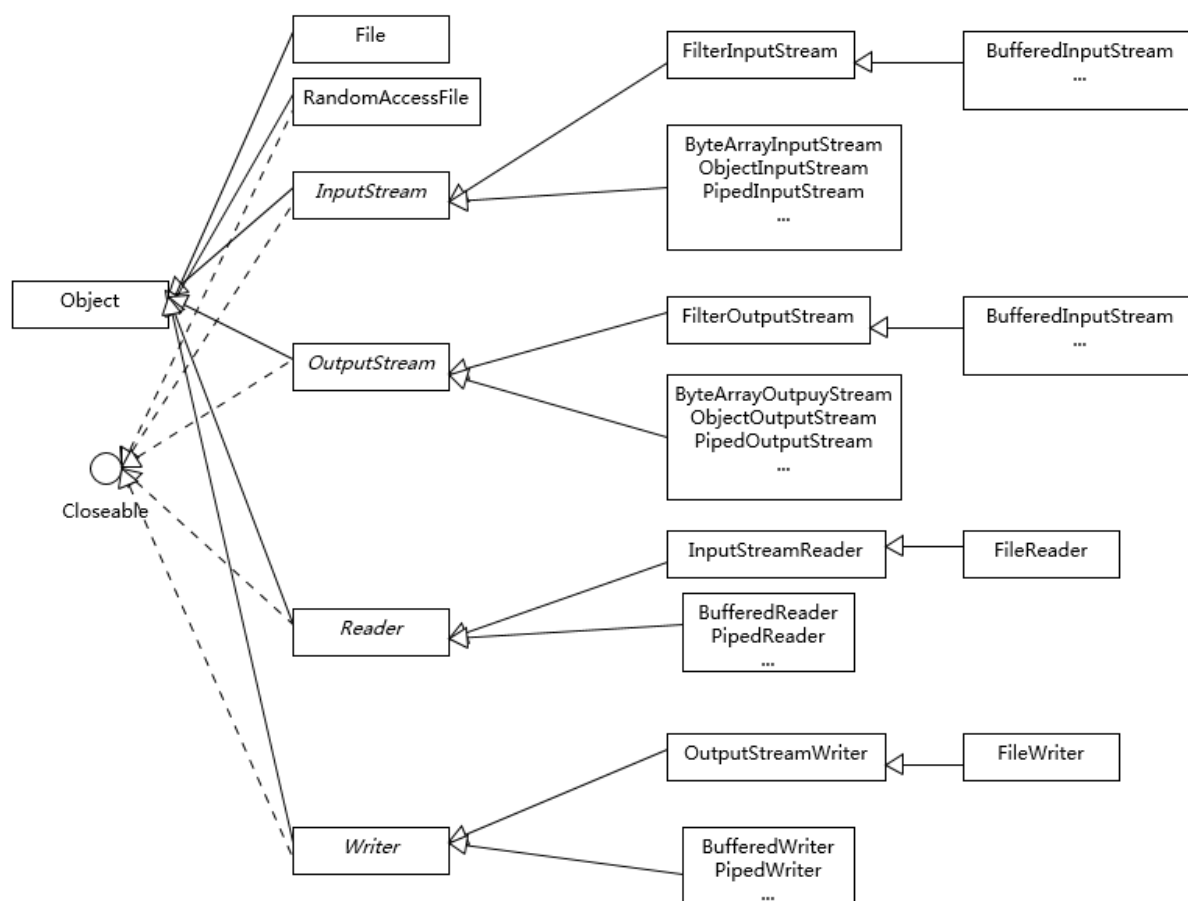 File
FilterInputStream
BufferedInputStream
...
RandomAccessFile
ByteArrayInputStream
ObjectInputStream
PipedInputStream
...
InputStream
Object
FilterOutputStream
BufferedInputStream
...
OutputStream
ByteArrayOutpuyStream
ObjectOutputStream
PipedOutputStream
...
Closeable
InputStreamReader
FileReader
Reader
BufferedReader
PipedReader
...
OutputStreamWriter
FileWriter
Writer
BufferedWriter
PipedWriter
...